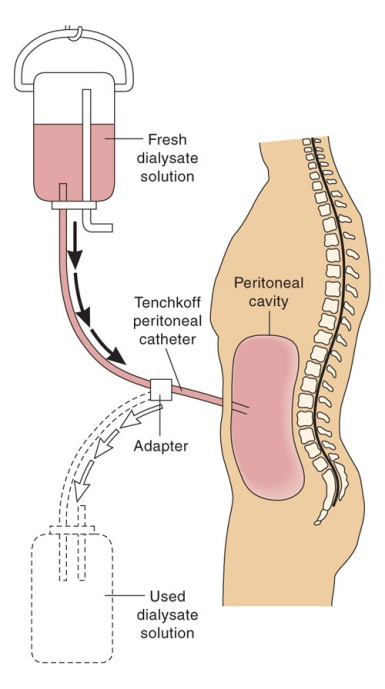 Fresh
dialysate
solution
Peritoneal
cavity
Tenchkoff
peritoneal
catheter
Adapter
Used
dialysate
solution